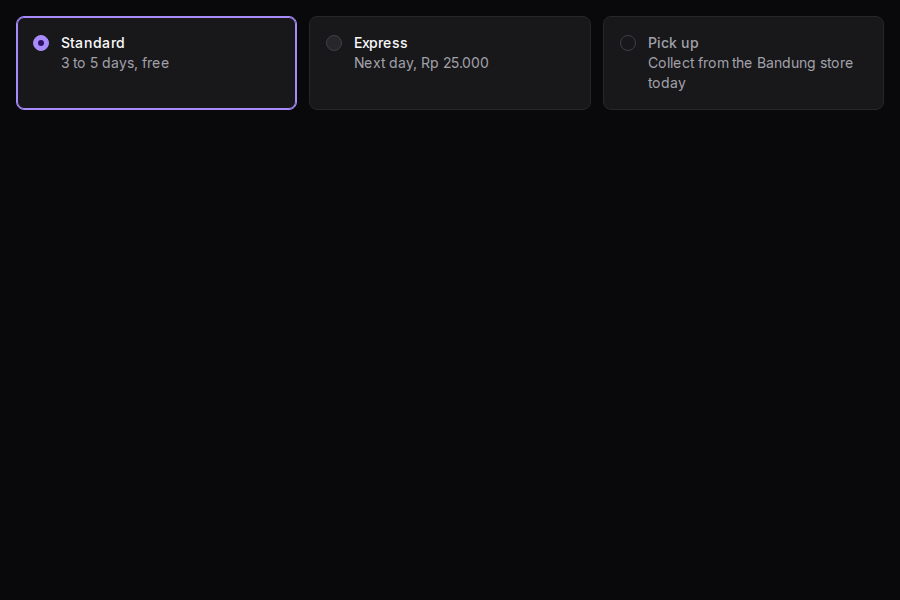 Standard
3 to 5 days, free
Express
Next day, Rp 25.000
Pick up
Collect from the Bandung store
today